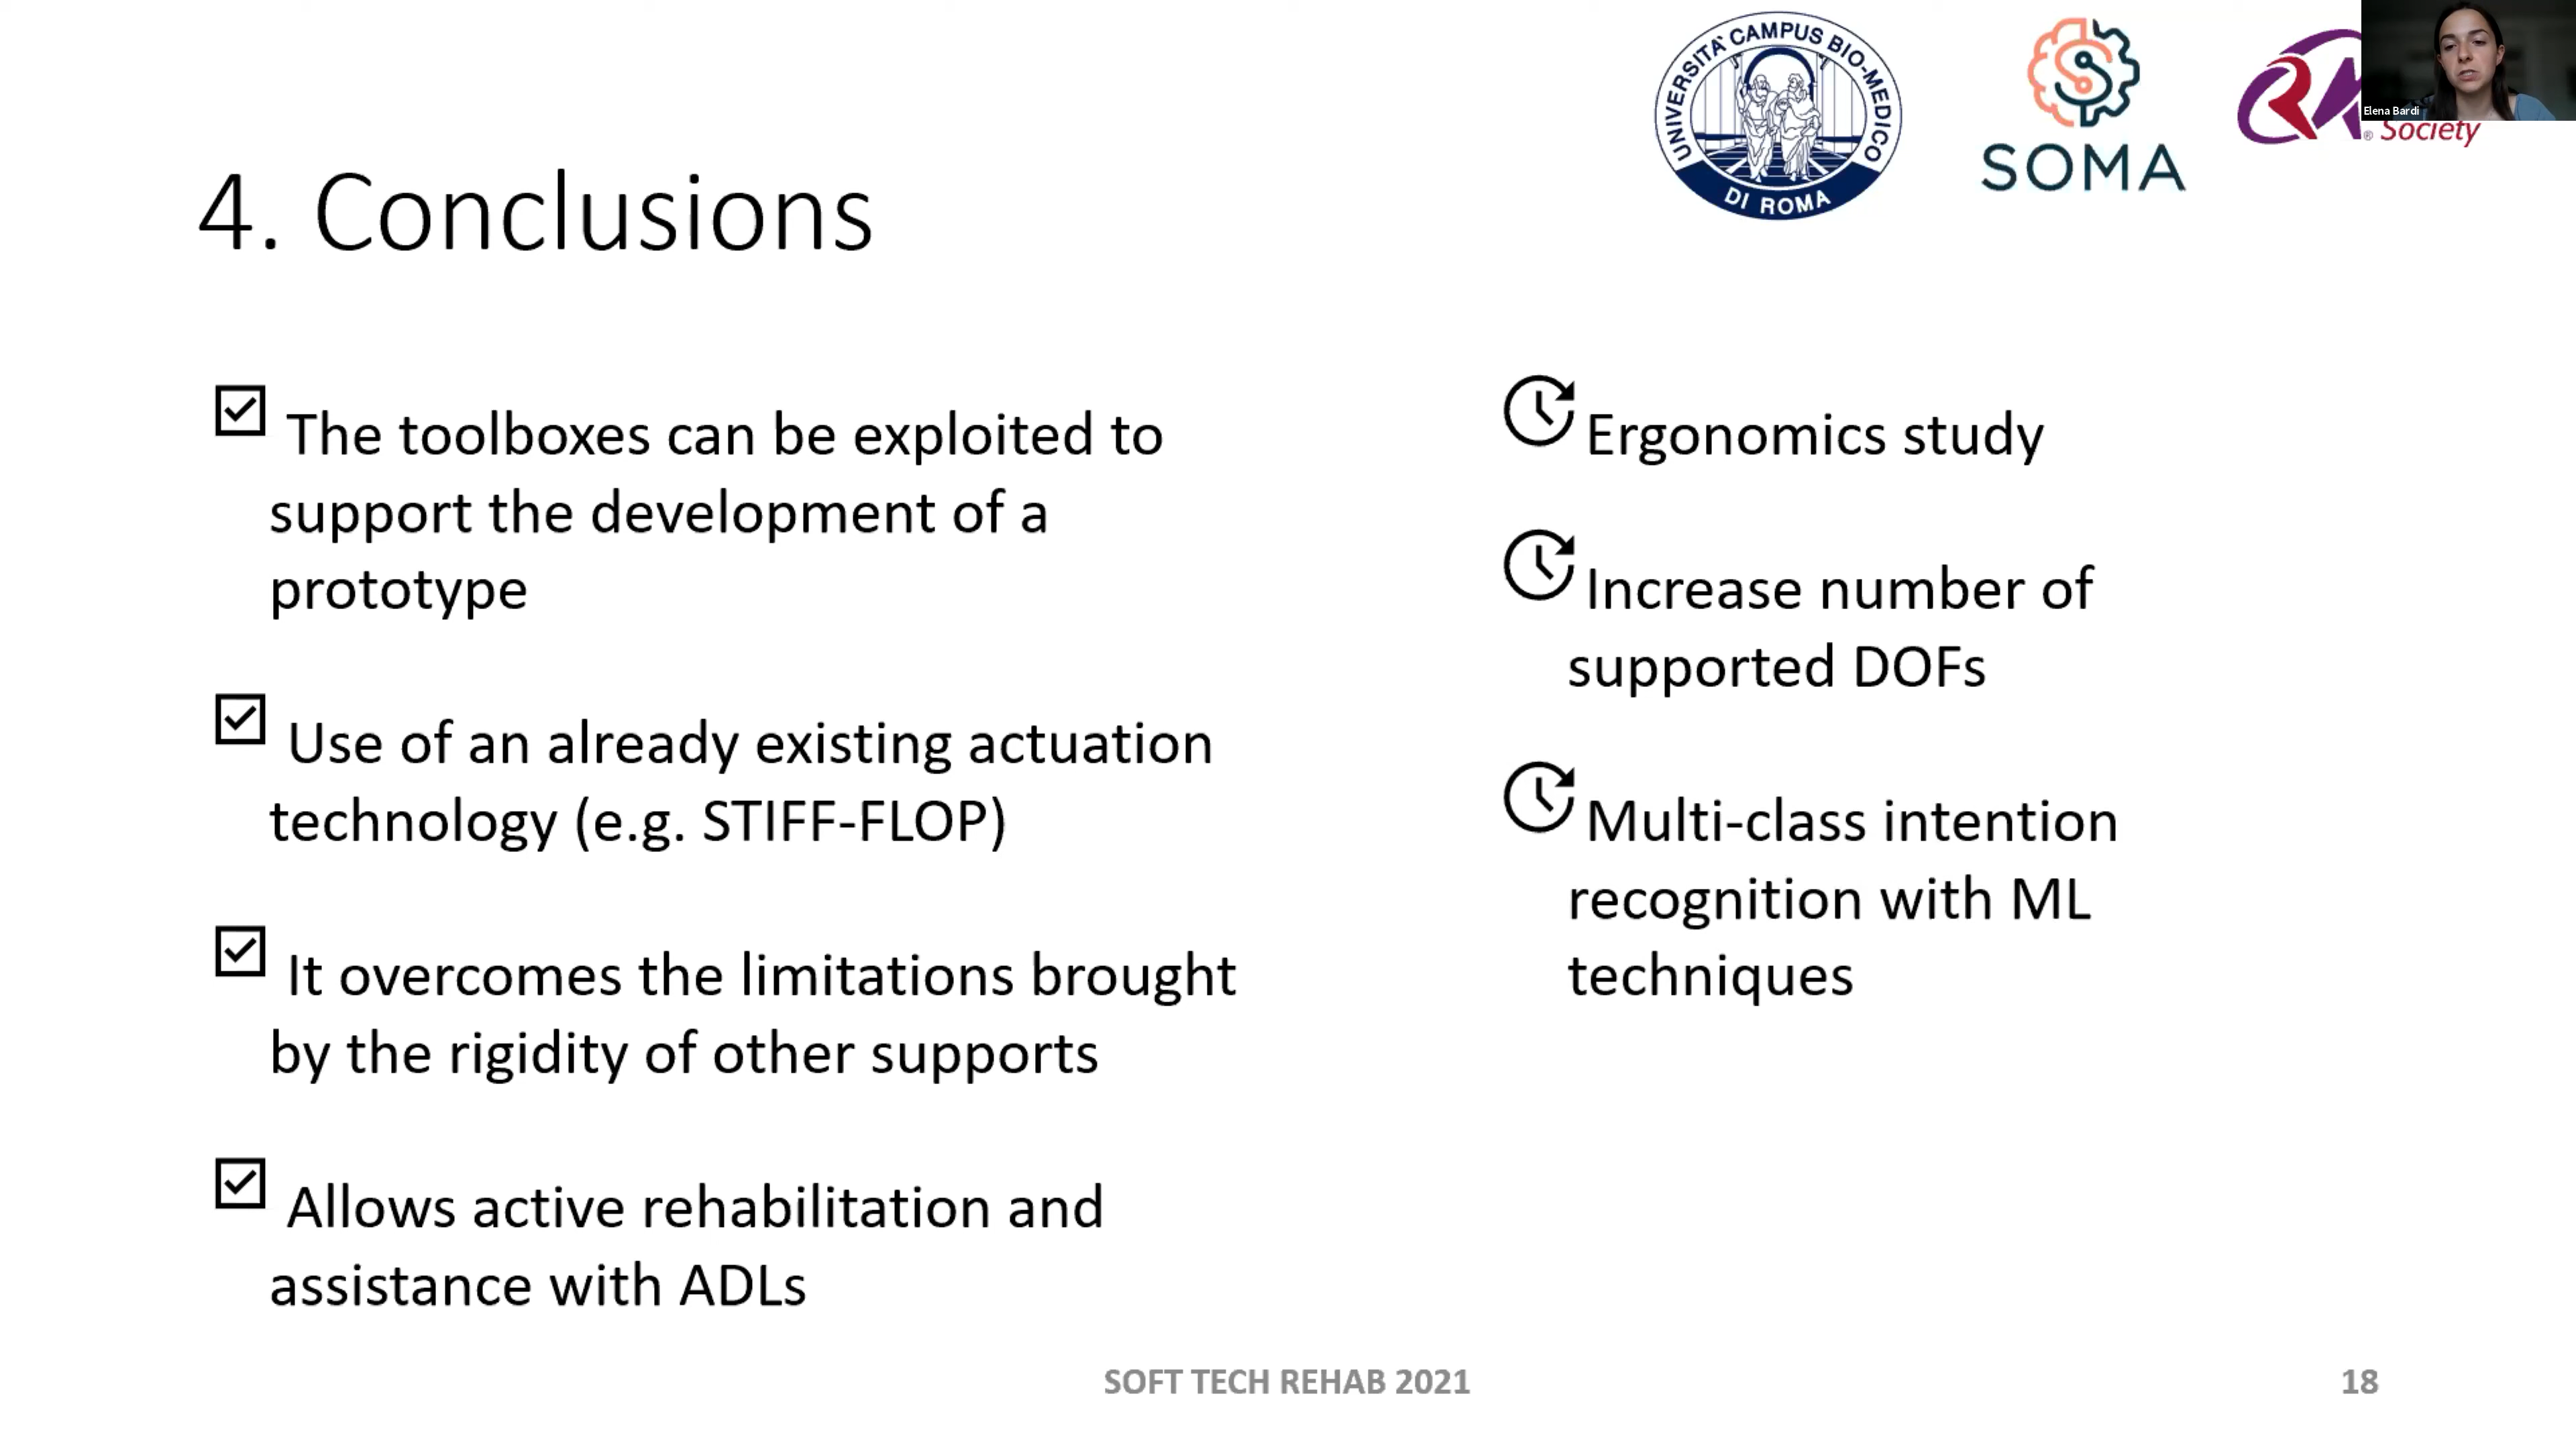 UNIVERSITA' CAMPUS BIO-MEDICO
DI ROMA
SOMA
® Society
Elena Bardi
4. Conclusions
The toolboxes can be exploited to
support the development of a
prototype
Use of an already existing actuation
technology (e.g. STIFF-FLOP)
It overcomes the limitations brought
by the rigidity of other supports
Allows active rehabilitation and
assistance with ADLs
Ergonomics study
Increase number of
supported DOFs
Multi-class intention
recognition with ML
techniques
SOFT TECH REHAB 2021
18